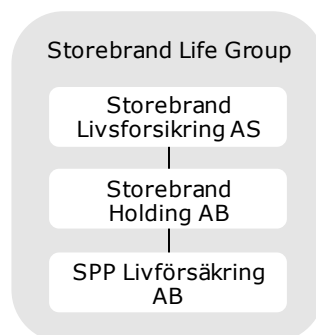 Storebrand Life Group
Storebrand
Livsforsikring AS
Storebrand
Holding AB
SPP Livförsäkring
AB